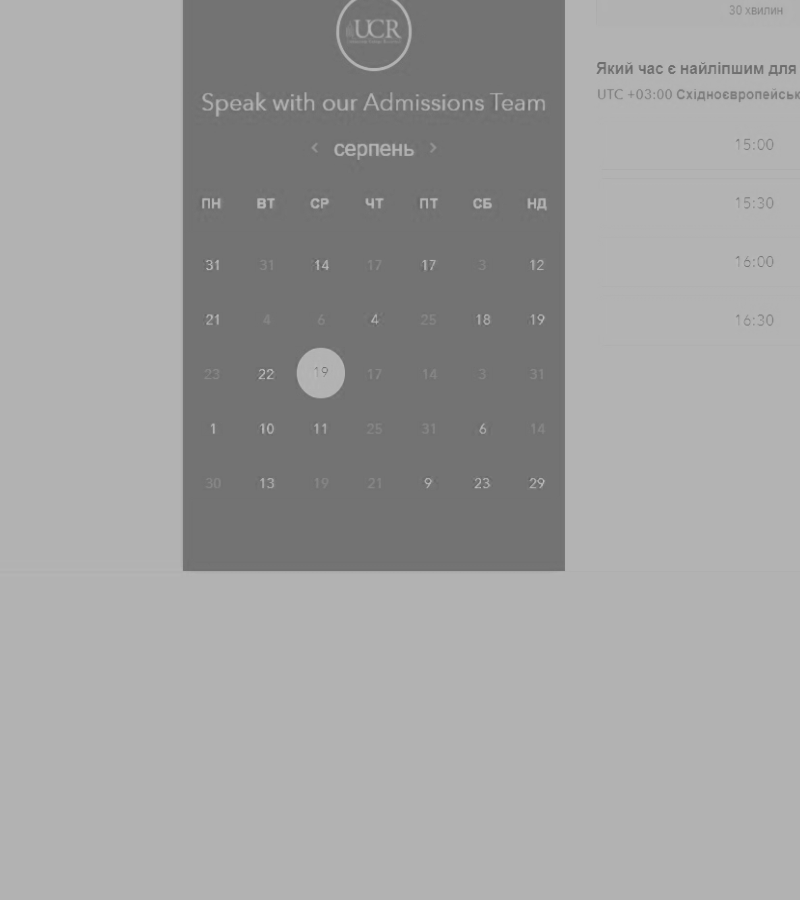 UCR
Speak with our Admissions Team
серпень
ПН ВТ СР ЧТ ПТ СБ НД
31 31 14 17 17 3 12
21 4 6 4 25 18 19
23 22 19 17 14 3 31
1 10 11 25 31 6 14
30 13 19 21 9 23 29
30 хвилин
Який час є найліпшим для
UTC +03:00 Східноєвропейськ
15:00
15:30
16:00
16:30